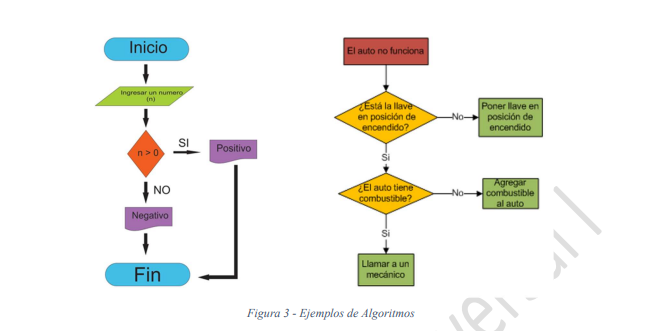 Inicio
Ingresar un numero
(n)
n > 0
SI
Positivo
NO
Negativo
Fin
El auto no funciona
¿Está la llave
en posición de
encendido?
No
Poner llave en
posición de
encendido
Si
¿El auto tiene
combustible?
No
Agregar
combustible
al auto
Si
Llamar a un
mecánico
Figura 3 - Ejemplos de Algoritmos